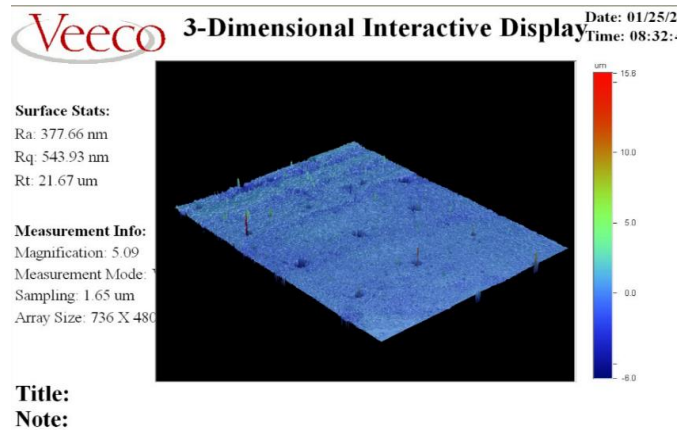 Veeco
3-Dimensional Interactive Display
Date: 01/25/2
Time: 08:32:4
Surface Stats:
Ra: 377.66 nm
Rq: 543.93 nm
Rt: 21.67 um
Measurement Info:
Magnification: 5.09
Measurement Mode:
Sampling: 1.65 um
Array Size: 736 X 480
um
15.6
10.0
5.0
0.0
-6.0
Title:
Note: